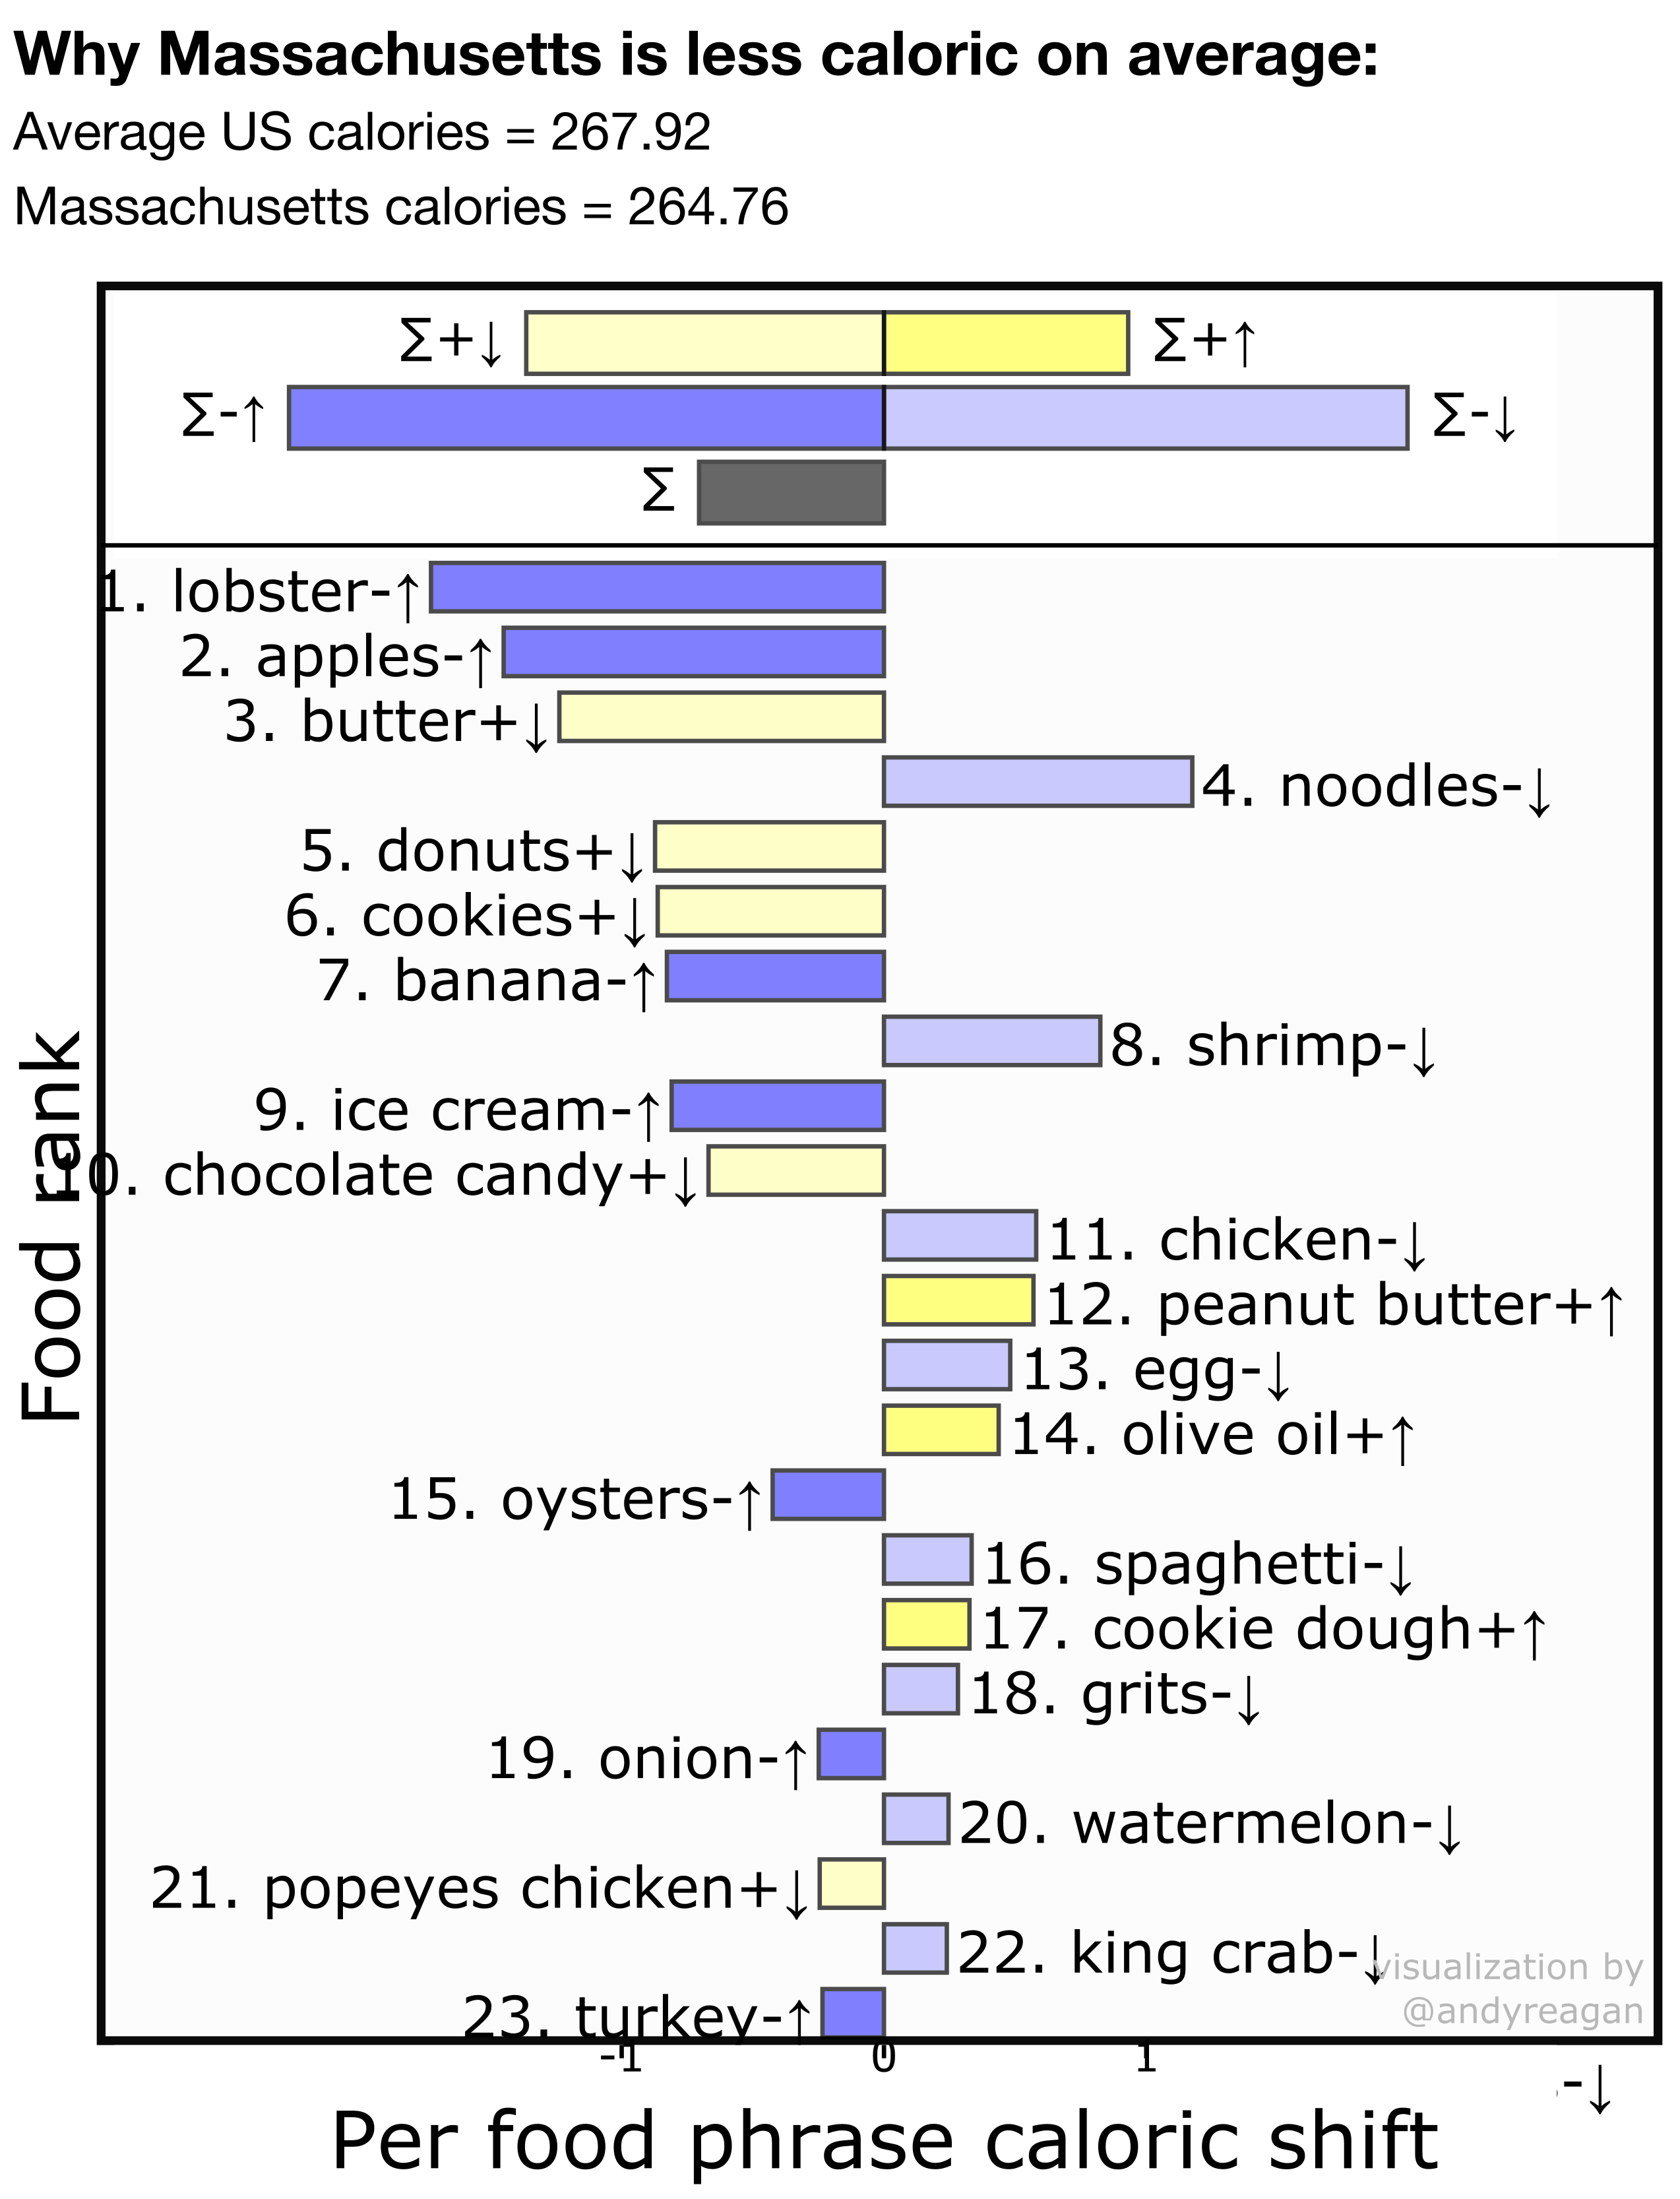 Why Massachusetts is less caloric on average:
Average US calories = 267.92
Massachusetts calories = 264.76
Σ+↓ Σ+↑
Σ-↑ Σ-↓
Σ
1. lobster-↑
2. apples-↑
3. butter+↓
4. noodles-↓
5. donuts+↓
6. cookies+↓
7. banana-↑
8. shrimp-↓
9. ice cream-↑
10. chocolate candy+↓
11. chicken-↓
12. peanut butter+↑
13. egg-↓
14. olive oil+↑
15. oysters-↑
16. spaghetti-↓
17. cookie dough+↑
18. grits-↓
19. onion-↑
20. watermelon-↓
21. popeyes chicken+↓
22. king crab-↓
23. turkey-↑
visualization by
@andyreagan
Food rank
-1 0 1
-↓
Per food phrase caloric shift